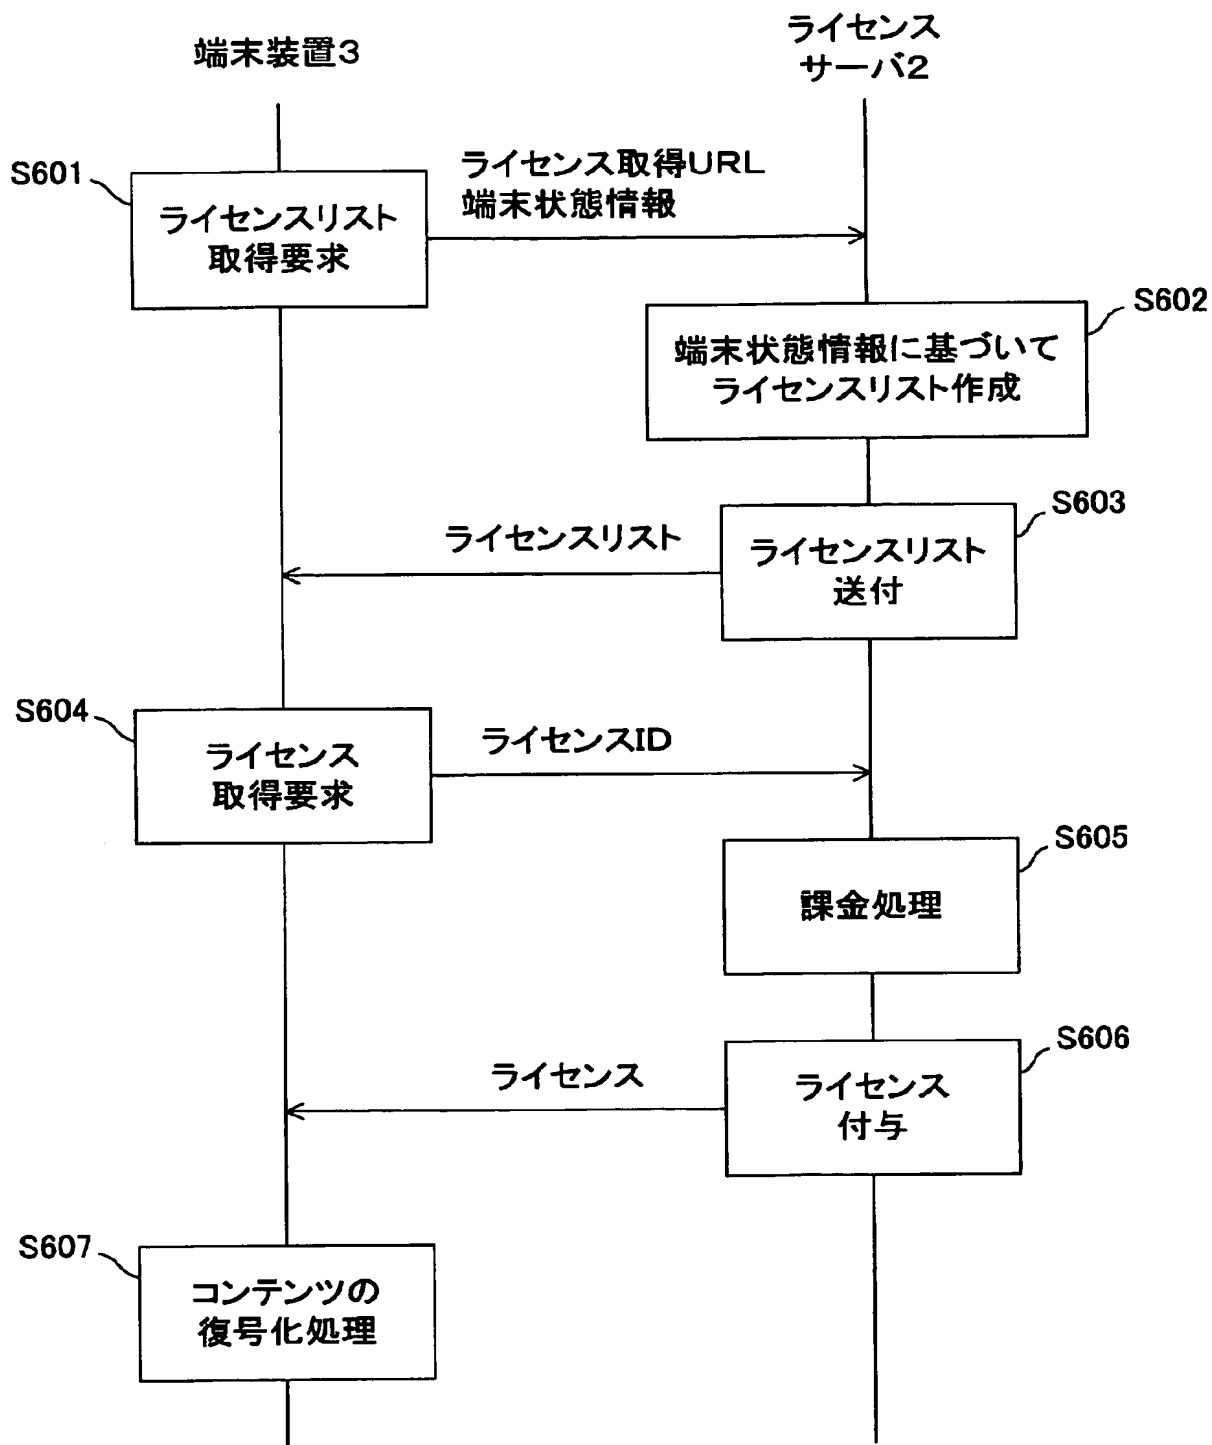 端末装置3
ライセンス
サーバ2
S601
ライセンスリスト
取得要求
ライセンス取得URL
端末状態情報
S602
端末状態情報に基づいて
ライセンスリスト作成
S603
ライセンスリスト
送付
ライセンスリスト
S604
ライセンス
取得要求
ライセンスID
S605
課金処理
S606
ライセンス
付与
ライセンス
S607
コンテンツの
復号化処理